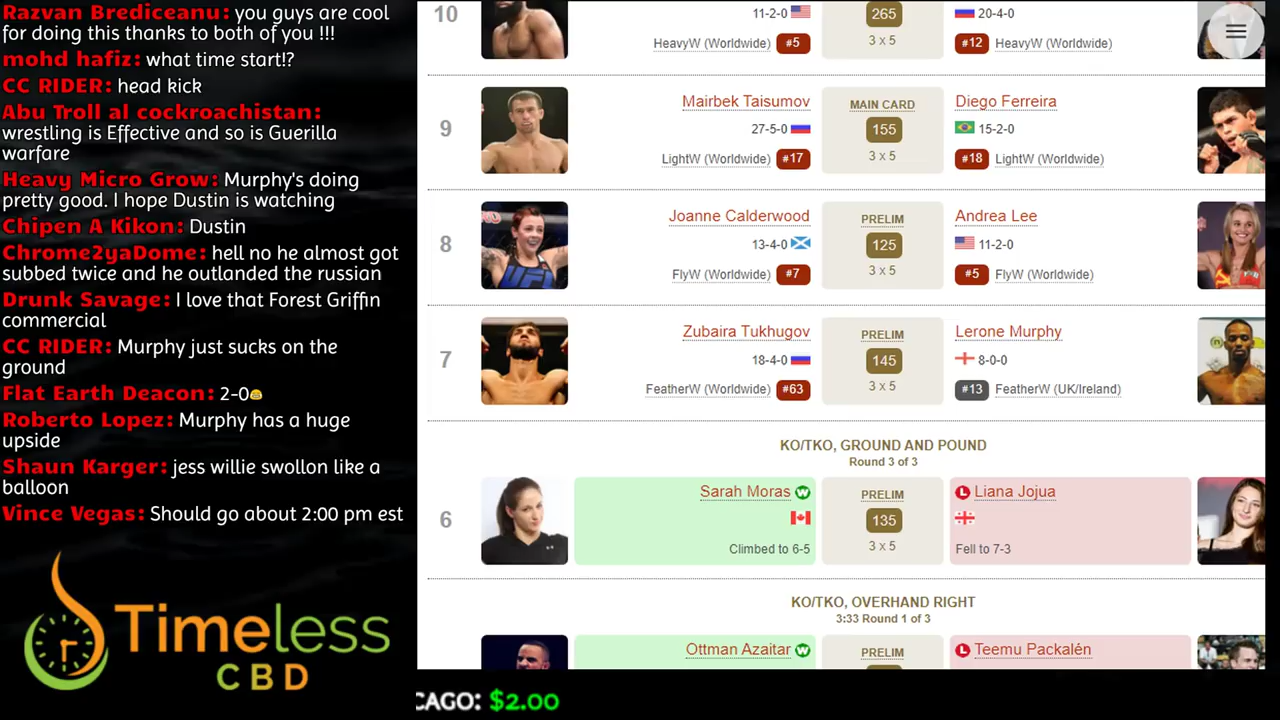 Razvan Brediceanu: you guys are cool
for doing this thanks to both of you !!!
mohd hafiz: what time start!?
CC RIDER: head kick
Abu Troll al cockroachistan:
wrestling is Effective and so is Guerilla
warfare
Heavy Micro Grow: Murphy's doing
pretty good. I hope Dustin is watching
Chipen A Kikon: Dustin
Chrome2yaDome: hell no he almost got
subbed twice and he outlanded the russian
Drunk Savage: I love that Forest Griffin
commercial
CC RIDER: Murphy just sucks on the
ground
Flat Earth Deacon: 2-0
Roberto Lopez: Murphy has a huge
upside
Shaun Karger: jess willie swollon like a
balloon
Vince Vegas: Should go about 2:00 pm est
Timeless
CBD
10
11-2-0
265
20-4-0
3 x 5
HeavyW (Worldwide) #5
#12 HeavyW (Worldwide)
9
Mairbek Taisumov
MAIN CARD
Diego Ferreira
27-5-0
155
15-2-0
LightW (Worldwide) #17
3 x 5
#18 LightW (Worldwide)
8
Joanne Calderwood
PRELIM
Andrea Lee
13-4-0
125
11-2-0
FlyW (Worldwide) #7
3 x 5
#5 FlyW (Worldwide)
7
Zubaira Tukhugov
PRELIM
Lerone Murphy
18-4-0
145
8-0-0
FeatherW (Worldwide) #63
3 x 5
#13 FeatherW (UK/Ireland)
KO/TKO, GROUND AND POUND
Round 3 of 3
6
Sarah Moras W
PRELIM
L Liana Jojua
135
Climbed to 6-5
3 x 5
Fell to 7-3
KO/TKO, OVERHAND RIGHT
3:33 Round 1 of 3
Ottman Azaitar W
PRELIM
L Teemu Packalén
CAGO: $2.00